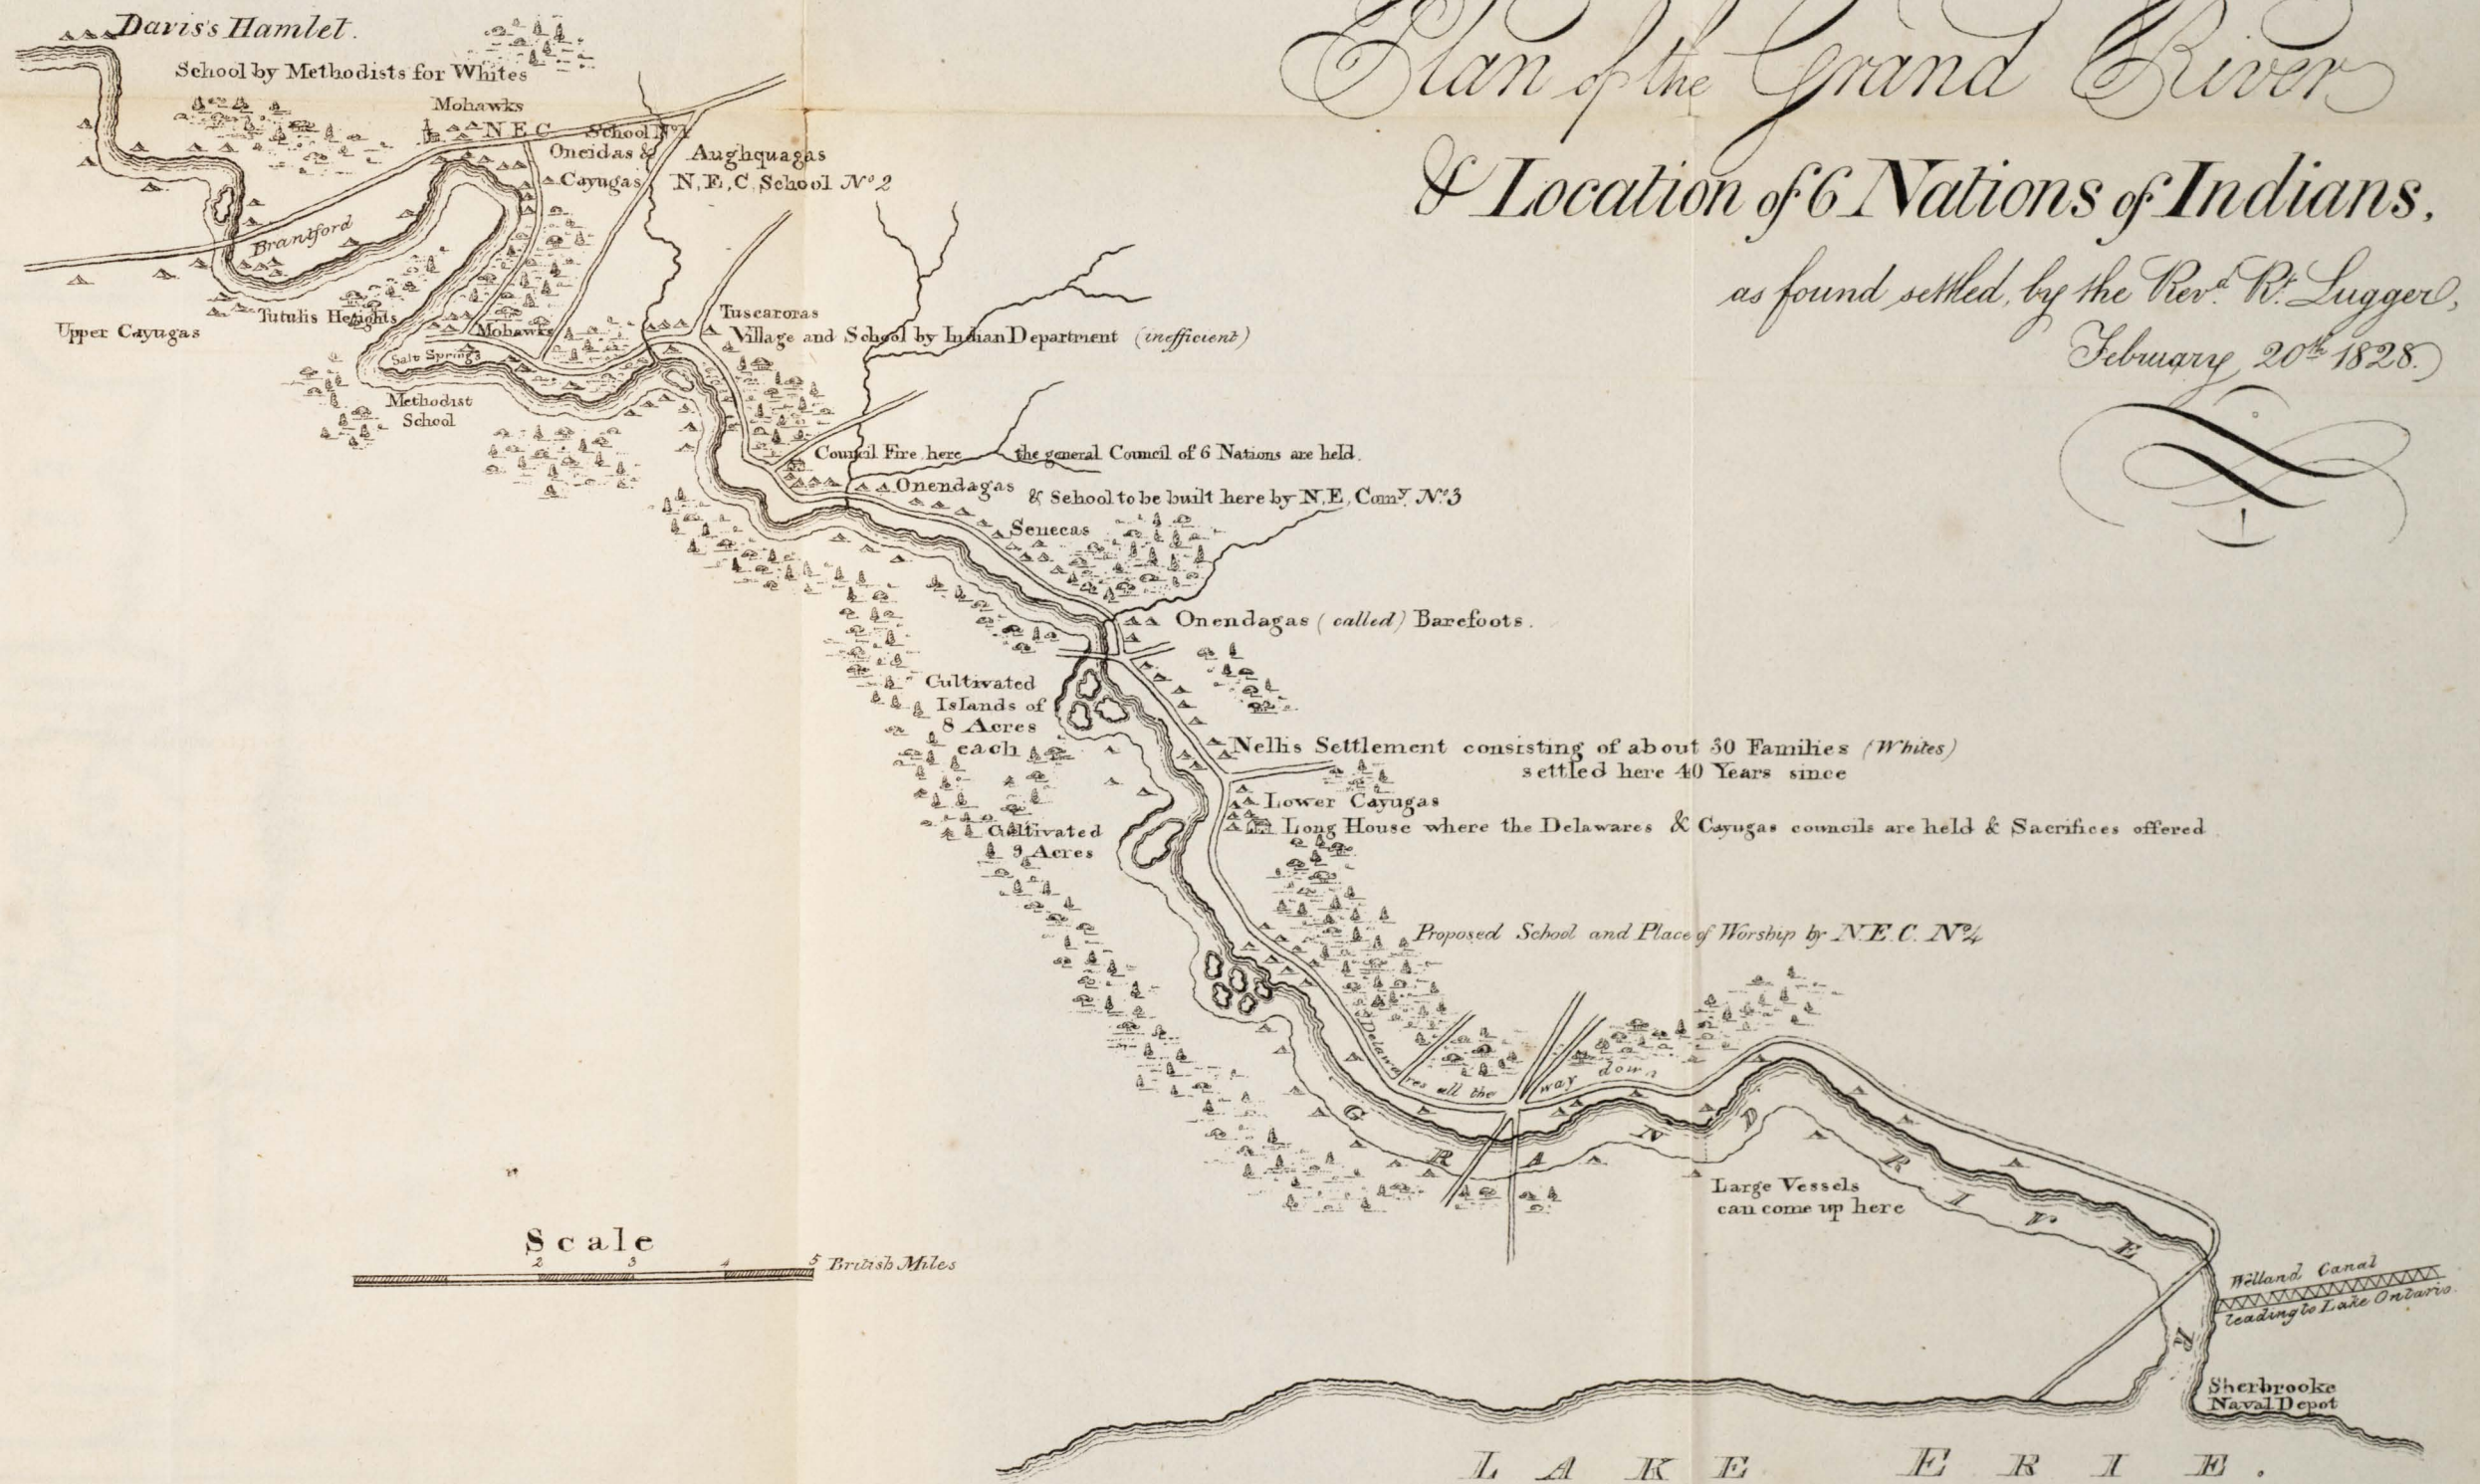 Plan of the Grand River
& Location of 6 Nations of Indians,
as found settled, by the Revd. Rt. Lugger,
February, 20th 1828.
Davis's Hamlet.
School by Methodists for Whites
Mohawks
N E C School No 1
Oneidas &
Cayugas
Aughquagas
N, E, C, School No 2
Brantford
Tutulis Heights
Upper Cayugas
Mohawks
Salt Springs
Methodist
School
Tuscaroras
Village and School by Indian Department (inefficient)
Council Fire, here the general Council of 6 Nations are held.
Onendagas & School to be built here by N, E, Comy. No 3
Senecas
Onendagas (called) Barefoots.
Cultivated
Islands of
8 Acres
each
Nellis Settlement consisting of about 30 Families (Whites)
settled here 40 Years since
Lower Cayugas
Long House where the Delawares & Cayugas councils are held & Sacrifices offered
Cultivated
9 Acres
Proposed School and Place of Worship by N.E.C. No 4
Delawares all the way down
GRAND RIVER
Large Vessels
can come up here
Scale
2 3 4 5 British Miles
Welland Canal
leading to Lake Ontario.
Sherbrooke
Naval Depot
LAKE ERIE.